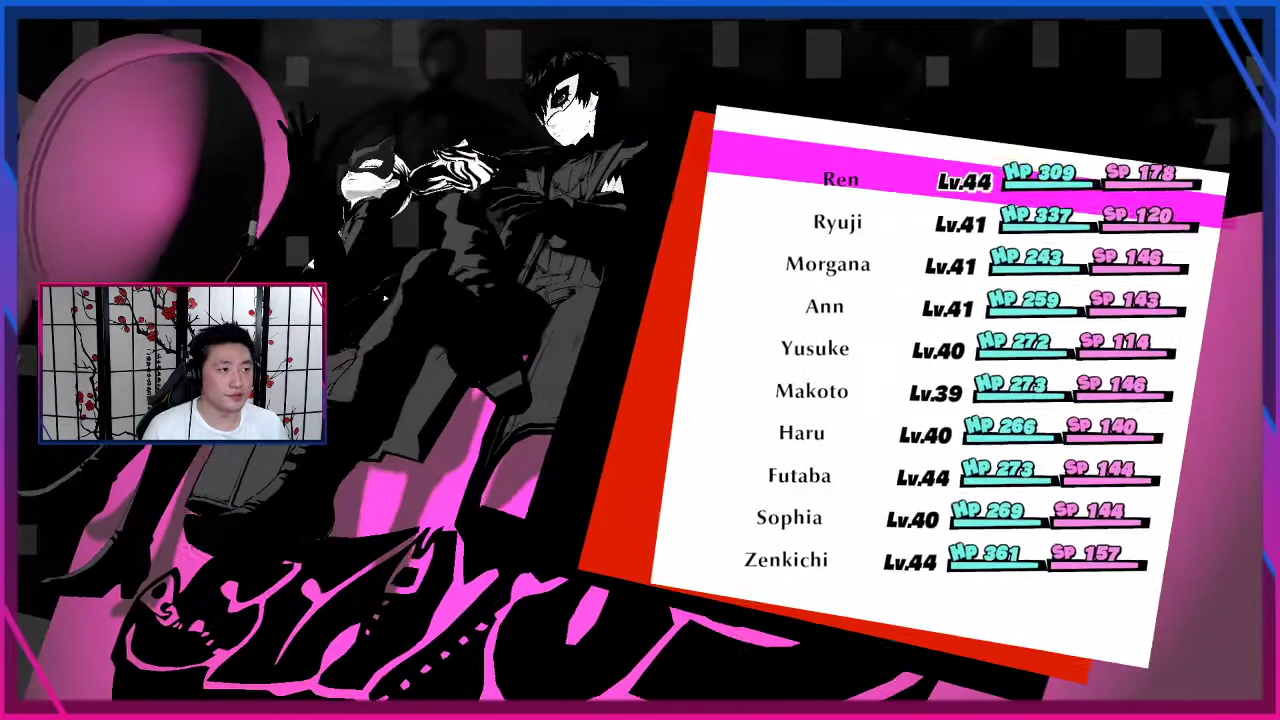 Ren Lv.44 HP 309 SP 178
Ryuji Lv.41 HP 337 SP 120
Morgana Lv.41 HP 243 SP 146
Ann Lv.41 HP 259 SP 143
Yusuke Lv.40 HP 272 SP 114
Makoto Lv.39 HP 273 SP 146
Haru Lv.40 HP 266 SP 140
Futaba Lv.44 HP 273 SP 144
Sophia Lv.40 HP 269 SP 144
Zenkichi Lv.44 HP 361 SP 157